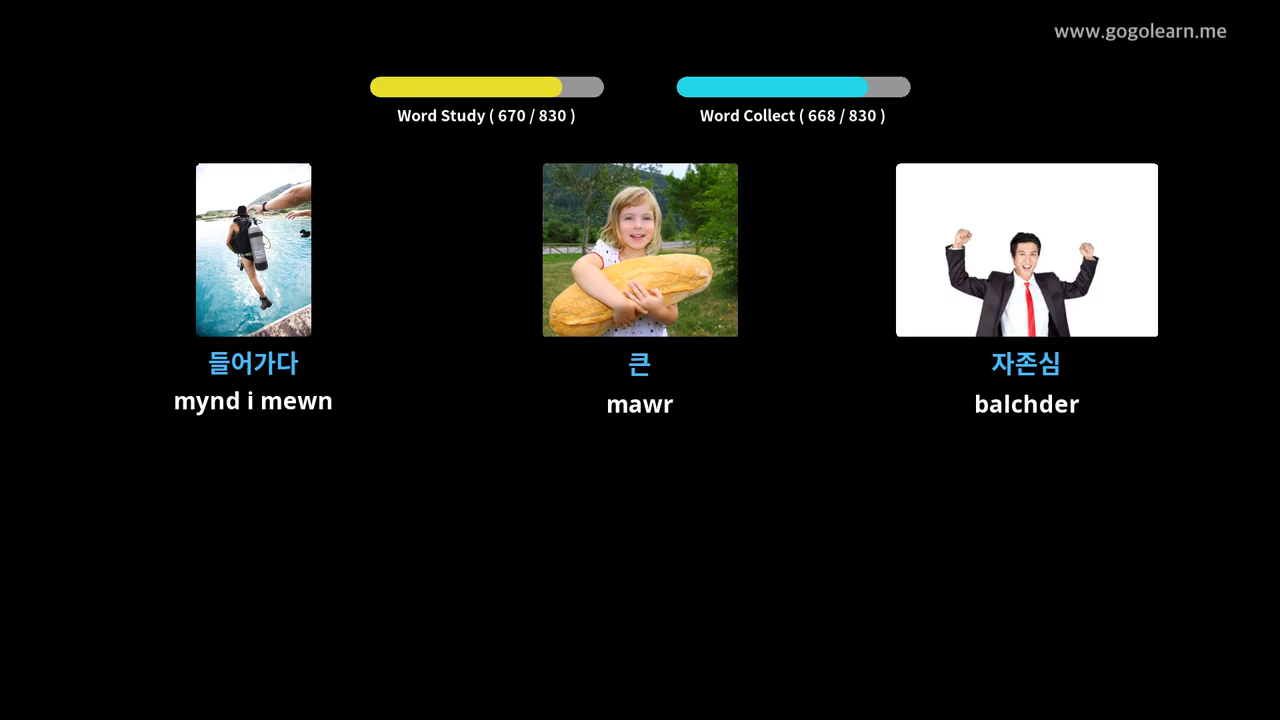 www.gogolearn.me
Word Study ( 670 / 830 )
Word Collect ( 668 / 830 )
들어가다
큰
자존심
mynd i mewn
mawr
balchder